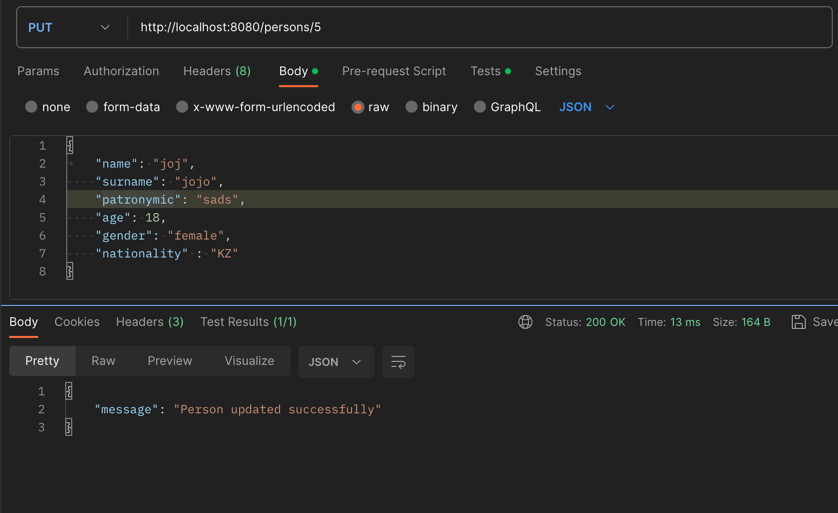 PUT http://localhost:8080/persons/5
Params Authorization Headers (8) Body Pre-request Script Tests Settings
none form-data x-www-form-urlencoded raw binary GraphQL JSON
1 {
2 "name": "joj",
3 "surname": "jojo",
4 "patronymic": "sads",
5 "age": 18,
6 "gender": "female",
7 "nationality" : "KZ"
8 }
Body Cookies Headers (3) Test Results (1/1) Status: 200 OK Time: 13 ms Size: 164 B Save
Pretty Raw Preview Visualize JSON
1 {
2 "message": "Person updated successfully"
3 }